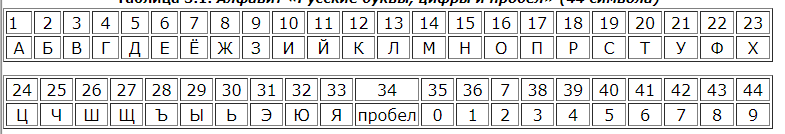 Таблица 3.1. Алфавит «Русские буквы, цифры и пробел» (44 символа)
1 2 3 4 5 6 7 8 9 10 11 12 13 14 15 16 17 18 19 20 21 22 23
А Б В Г Д Е Ё Ж З И Й К Л М Н О П Р С Т У Ф Х
24 25 26 27 28 29 30 31 32 33 34 35 36 7 38 39 40 41 42 43 44
Ц Ч Ш Щ Ъ Ы Ь Э Ю Я пробел 0 1 2 3 4 5 6 7 8 9